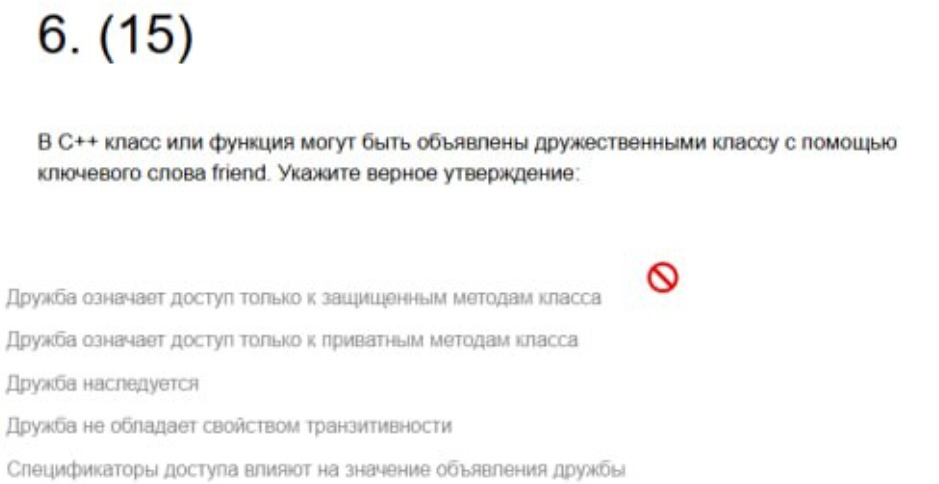 6. (15)
В C++ класс или функция могут быть объявлены дружественными классу с помощью
ключевого слова friend. Укажите верное утверждение:
Дружба означает доступ только к защищенным методам класса
Дружба означает доступ только к приватным методам класса
Дружба наследуется
Дружба не обладает свойством транзитивности
Спецификаторы доступа влияют на значение объявления дружбы